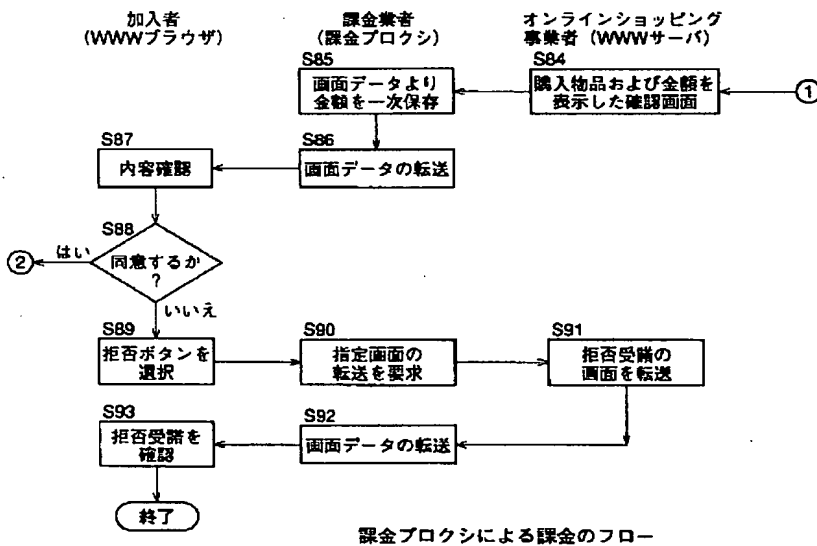 加入者
(WWWブラウザ)
課金業者
(課金プロクシ)
オンラインショッピング
事業者(WWWサーバ)
S84
購入物品および金額を
表示した確認画面
①
S85
画面データより
金額を一次保存
S86
画面データの転送
S87
内容確認
S88
同意するか
?
はい
②
いいえ
S89
拒否ボタンを
選択
S90
指定画面の
転送を要求
S91
拒否受諾の
画面を転送
S92
画面データの転送
S93
拒否受諾を
確認
終了
課金プロクシによる課金のフロー